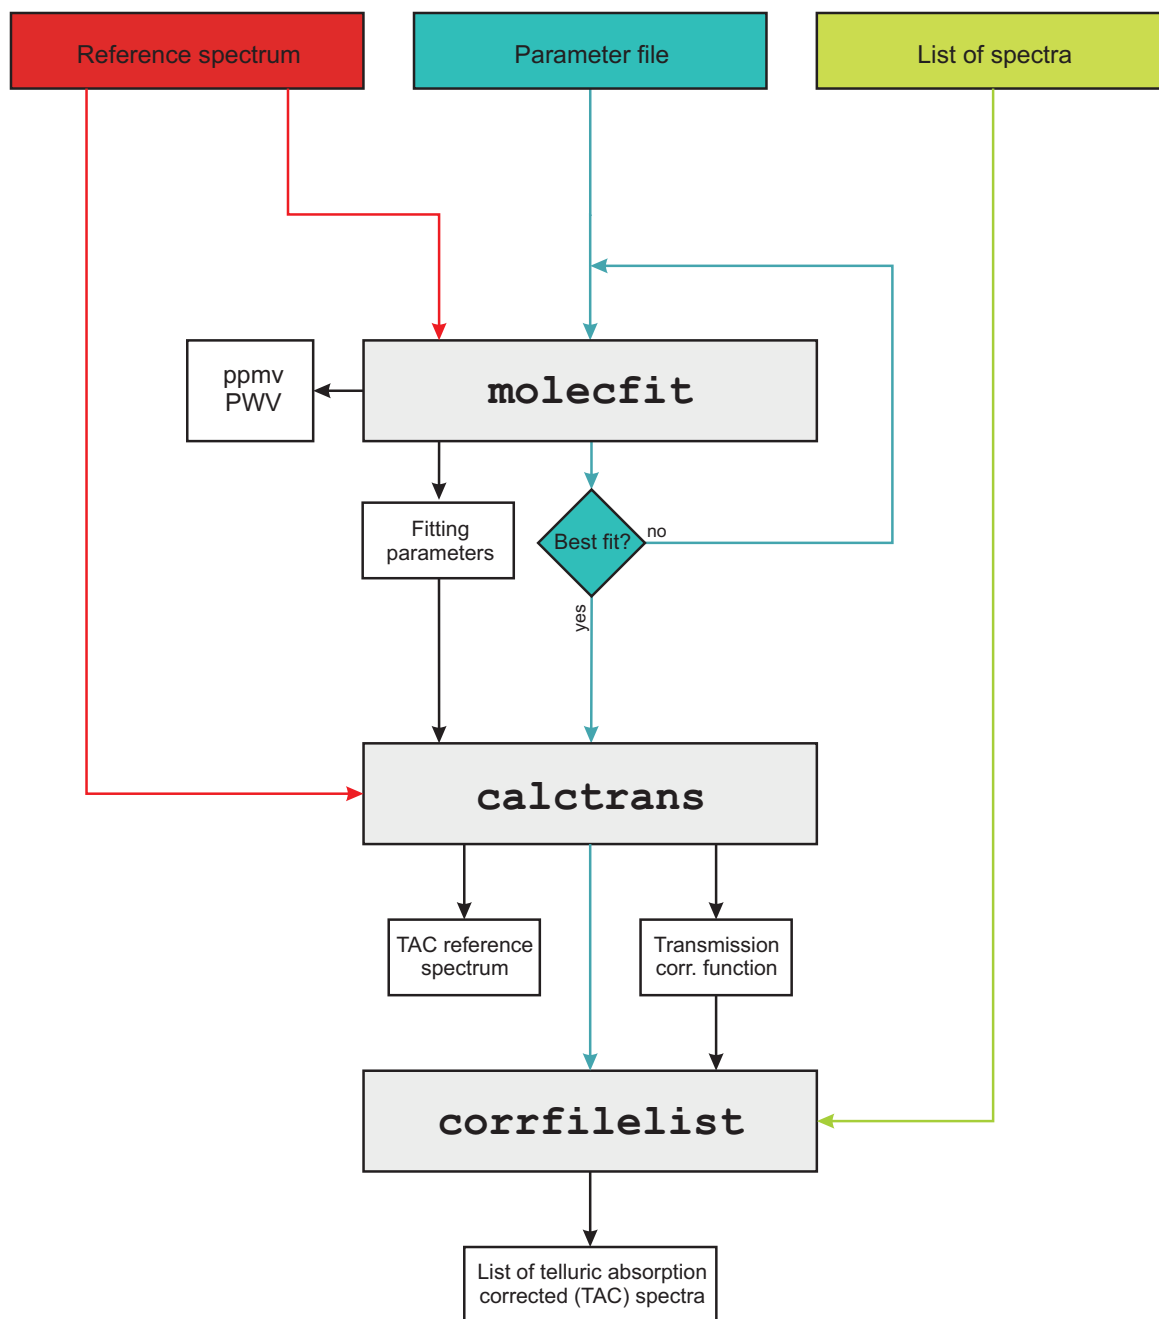 Reference spectrum
Parameter file
List of spectra
ppmv
PWV
molecfit
Fitting
parameters
Best fit?
no
yes
calctrans
TAC reference
spectrum
Transmission
corr. function
corrfilelist
List of telluric absorption
corrected (TAC) spectra